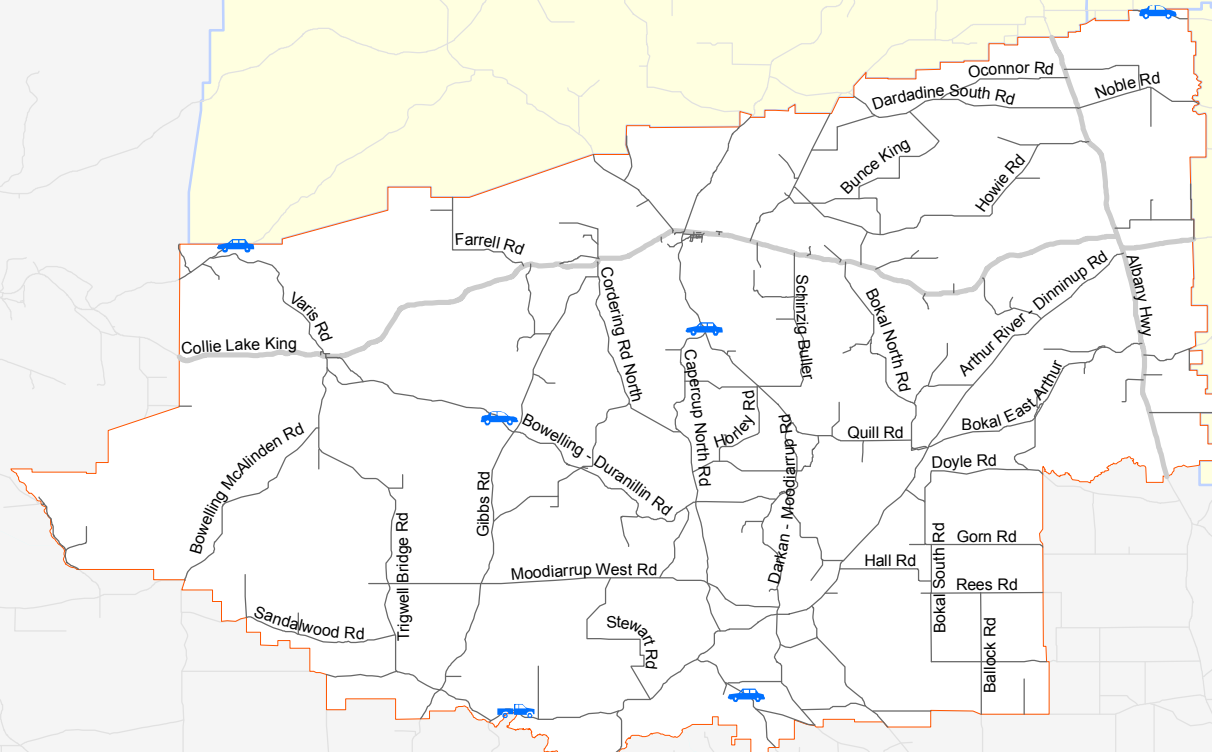 Oconnor Rd
Noble Rd
Dardadine South Rd
Bunce King
Howie Rd
Farrell Rd
Varis Rd
Collie Lake King
Cordering Rd North
Schinzig Buller
Bokal North Rd
Arthur River - Dinninup Rd
Albany Hwy
Capercup North Rd
Horley Rd
Bokal East Arthur
Bowelling - Duranillin Rd
Quill Rd
Bowelling McAlinden Rd
Gibbs Rd
Darkan - Moodiarrup Rd
Doyle Rd
Trigwell Bridge Rd
Gorn Rd
Hall Rd
Bokal South Rd
Moodiarrup West Rd
Rees Rd
Sandalwood Rd
Stewart Rd
Ballock Rd